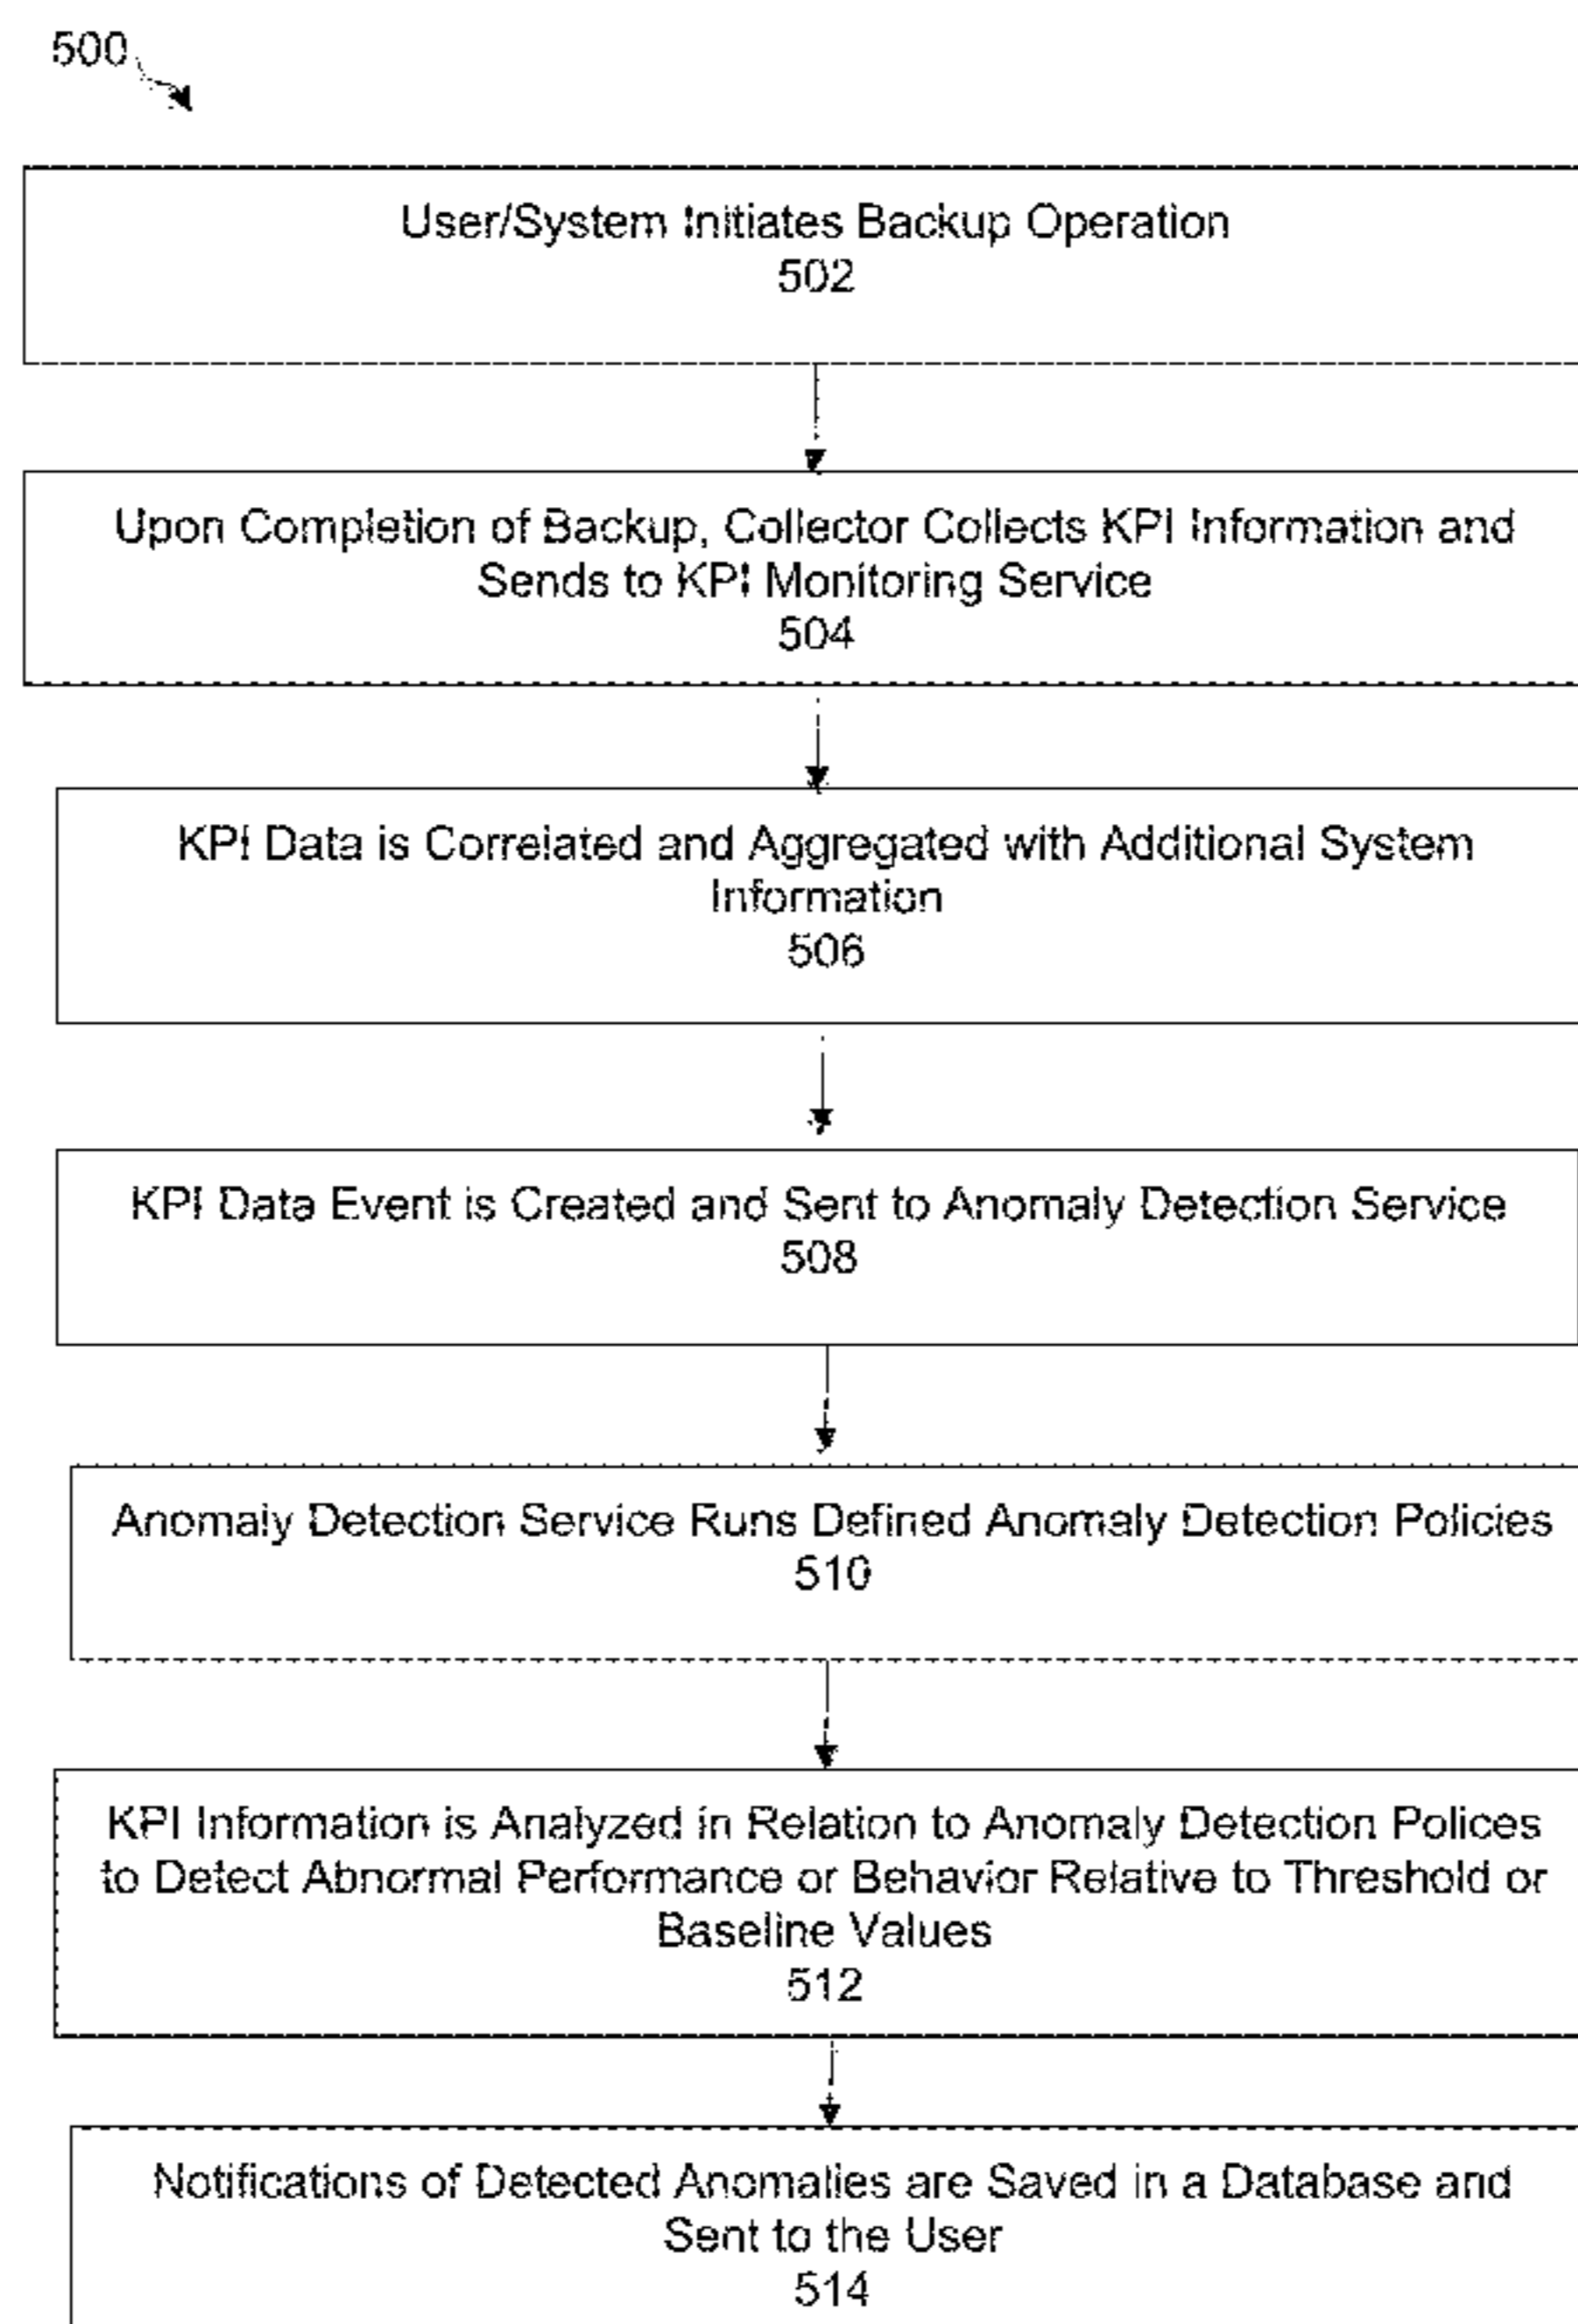 500
User/System Initiates Backup Operation
502
Upon Completion of Backup, Collector Collects KPI Information and
Sends to KPI Monitoring Service
504
KPI Data is Correlated and Aggregated with Additional System
Information
506
KPI Data Event is Created and Sent to Anomaly Detection Service
508
Anomaly Detection Service Runs Defined Anomaly Detection Policies
510
KPI Information is Analyzed in Relation to Anomaly Detection Polices
to Detect Abnormal Performance or Behavior Relative to Threshold or
Baseline Values
512
Notifications of Detected Anomalies are Saved in a Database and
Sent to the User
514